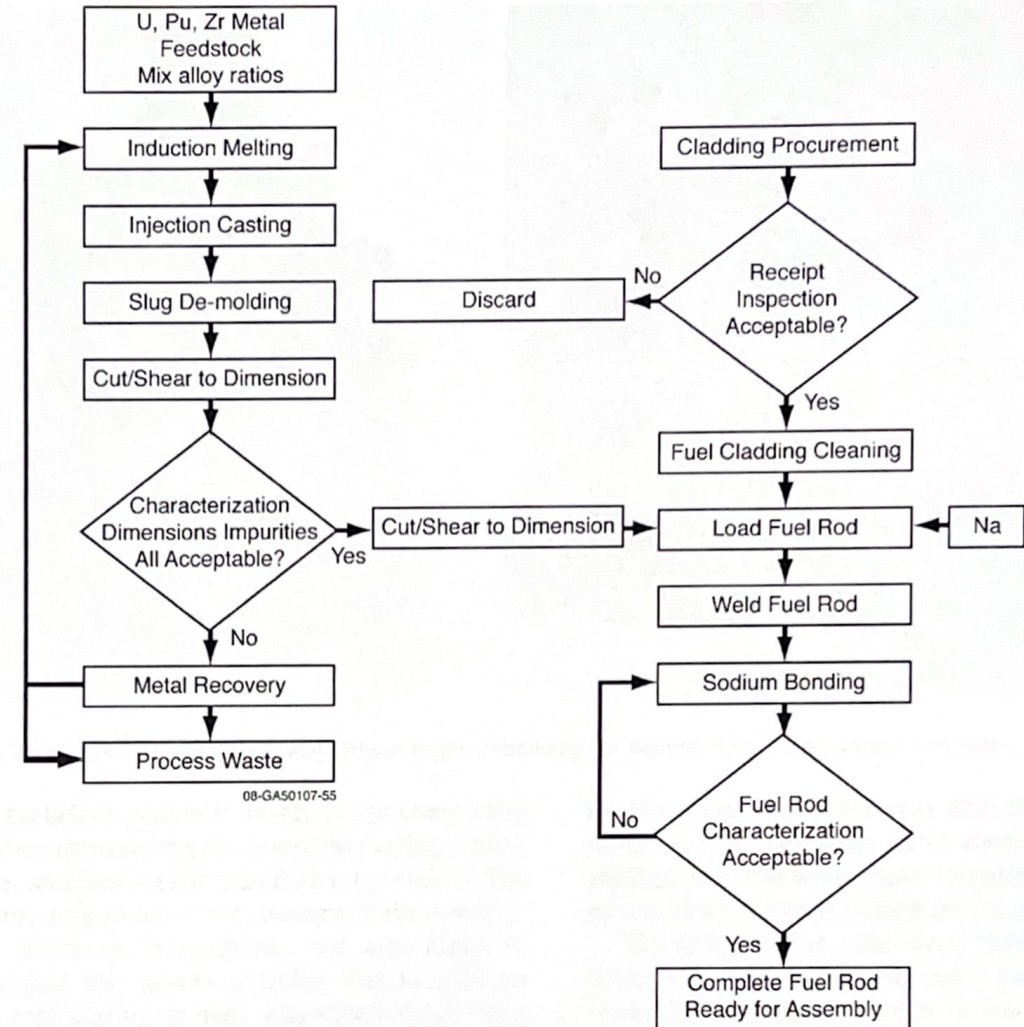 U, Pu, Zr Metal
Feedstock
Mix alloy ratios
Induction Melting
Injection Casting
Slug De-molding
Cut/Shear to Dimension
Characterization
Dimensions Impurities
All Acceptable?
Yes
No
Metal Recovery
Process Waste
08-GA50107-55
Cut/Shear to Dimension
Cladding Procurement
Receipt
Inspection
Acceptable?
No
Discard
Yes
Fuel Cladding Cleaning
Load Fuel Rod
Na
Weld Fuel Rod
Sodium Bonding
Fuel Rod
Characterization
Acceptable?
No
Yes
Complete Fuel Rod
Ready for Assembly